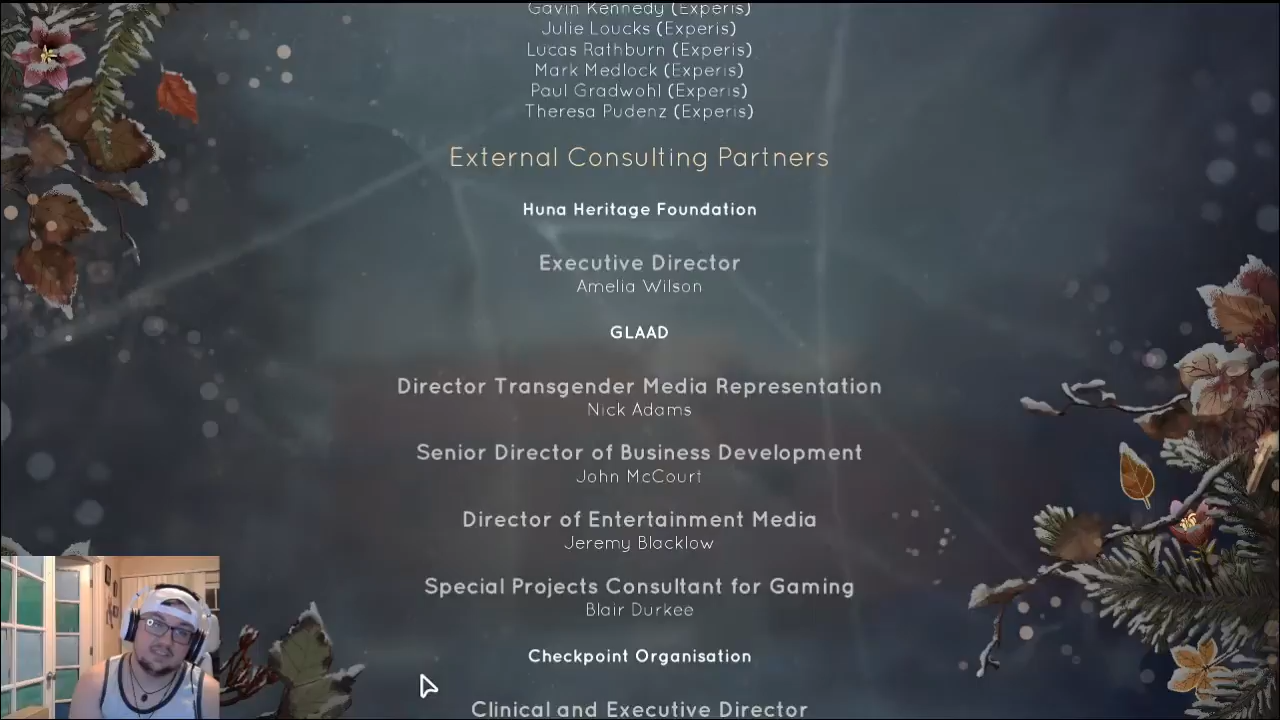 Gavin Kennedy (Experis)
Julie Loucks (Experis)
Lucas Rathburn (Experis)
Mark Medlock (Experis)
Paul Gradwohl (Experis)
Theresa Pudenz (Experis)
External Consulting Partners
Huna Heritage Foundation
Executive Director
Amelia Wilson
GLAAD
Director Transgender Media Representation
Nick Adams
Senior Director of Business Development
John McCourt
Director of Entertainment Media
Jeremy Blacklow
Special Projects Consultant for Gaming
Blair Durkee
Checkpoint Organisation
Clinical and Executive Director